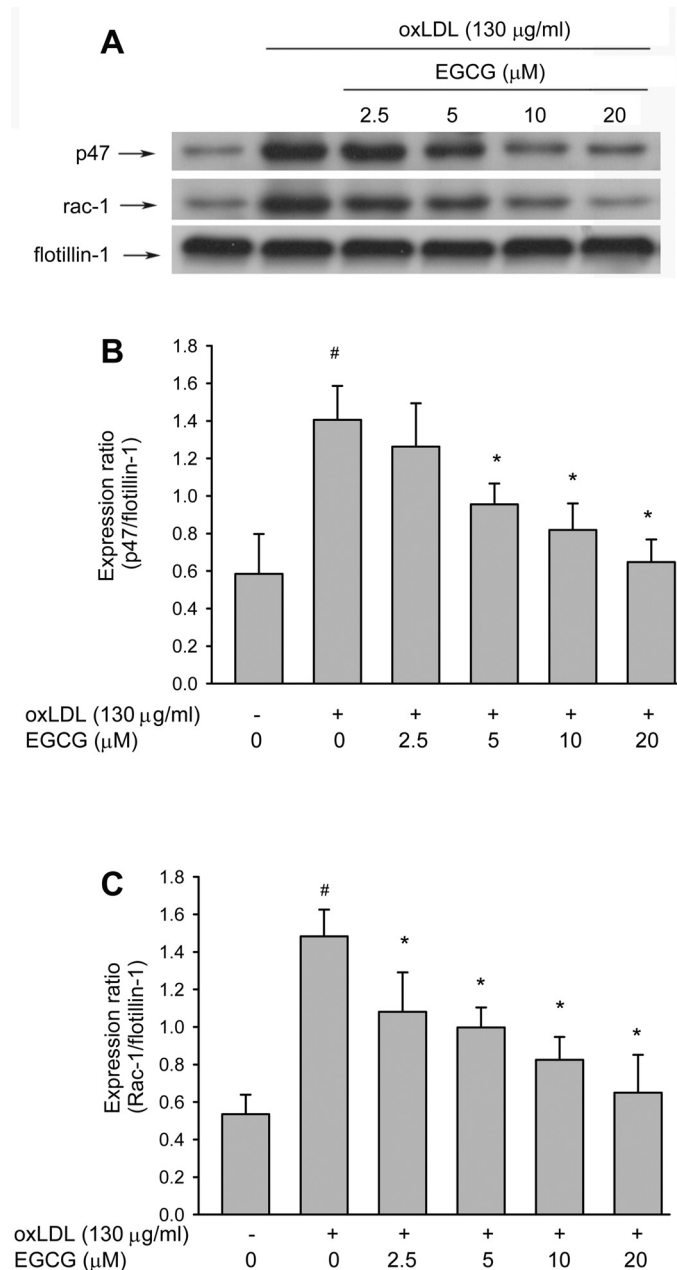 A
oxLDL (130 μg/ml)
EGCG (μM)
2.5 5 10 20
p47
rac-1
flotillin-1
B
Expression ratio
(p47/flotillin-1)
1.8
1.6
1.4
1.2
1.0
0.8
0.6
0.4
0.2
0.0
#
*
*
*
oxLDL (130 μg/ml) - + + + + +
EGCG (μM) 0 0 2.5 5 10 20
C
Expression ratio
(Rac-1/flotillin-1)
1.8
1.6
1.4
1.2
1.0
0.8
0.6
0.4
0.2
0.0
#
*
*
*
*
oxLDL (130 μg/ml) - + + + + +
EGCG (μM) 0 0 2.5 5 10 20